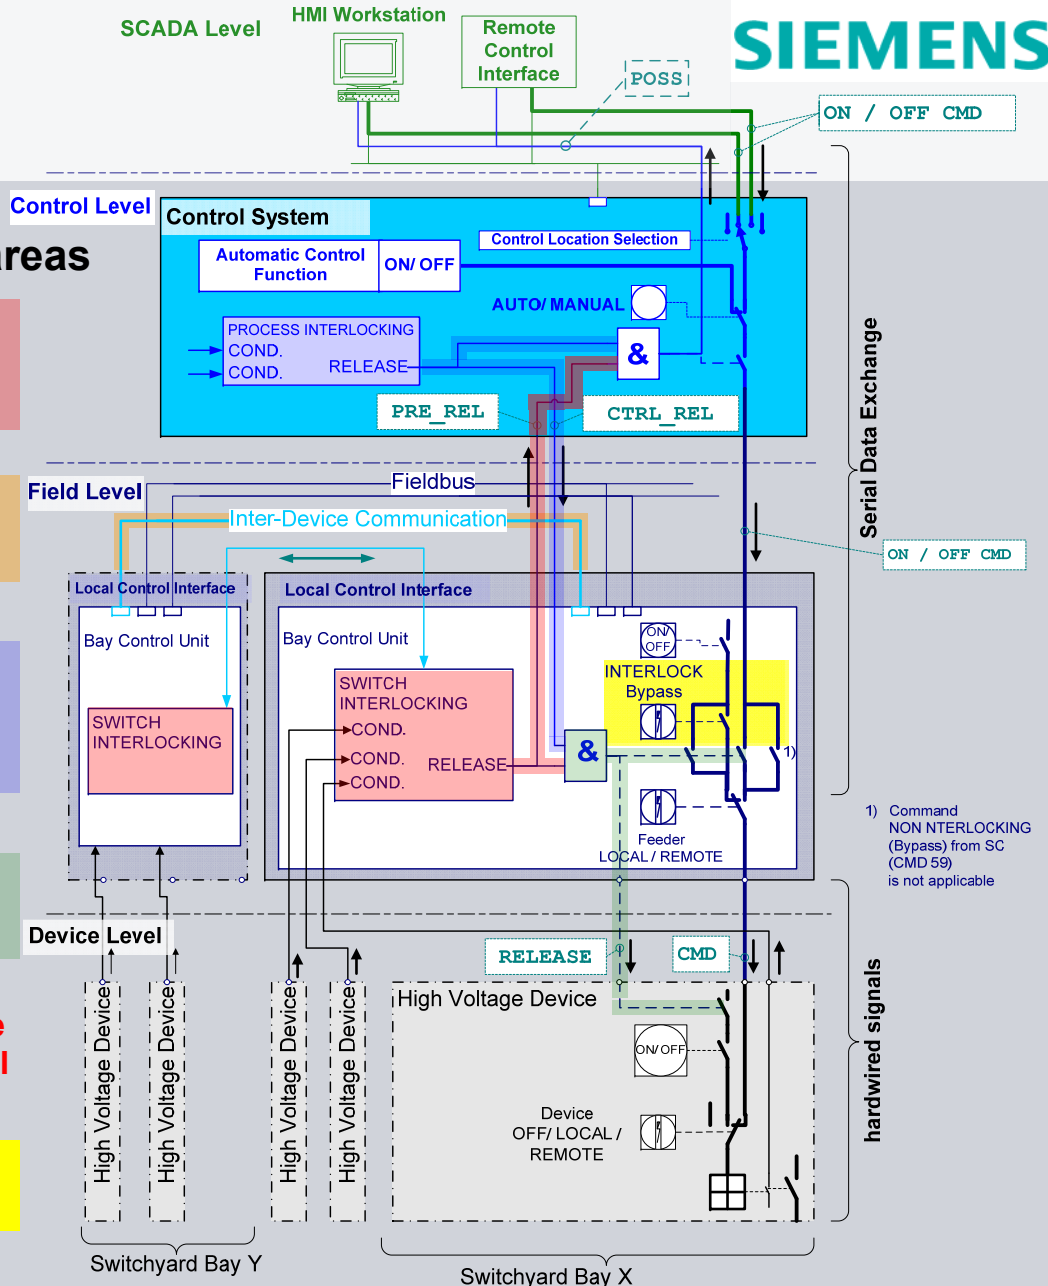 SCADA Level
HMI Workstation
Remote
Control
Interface
SIEMENS
POSS
ON / OFF CMD
Control Level
Control System
reas
Automatic Control
Function
ON/ OFF
Control Location Selection
AUTO/ MANUAL
PROCESS INTERLOCKING
COND.
COND.
RELEASE
&
PRE_REL
CTRL_REL
Serial Data Exchange
Field Level
Fieldbus
Inter-Device Communication
ON / OFF CMD
Local Control Interface
Bay Control Unit
SWITCH
INTERLOCKING
Local Control Interface
Bay Control Unit
SWITCH
INTERLOCKING
COND.
COND.
COND.
RELEASE
&
ON/
OFF
INTERLOCK
Bypass
1)
Feeder
LOCAL / REMOTE
1) Command
NON NTERLOCKING
(Bypass) from SC
(CMD 59)
is not applicable
Device Level
RELEASE
CMD
e
l
High Voltage Device
High Voltage Device
High Voltage Device
High Voltage Device
High Voltage Device
ON/ OFF
Device
OFF/ LOCAL /
REMOTE
hardwired signals
Switchyard Bay Y
Switchyard Bay X